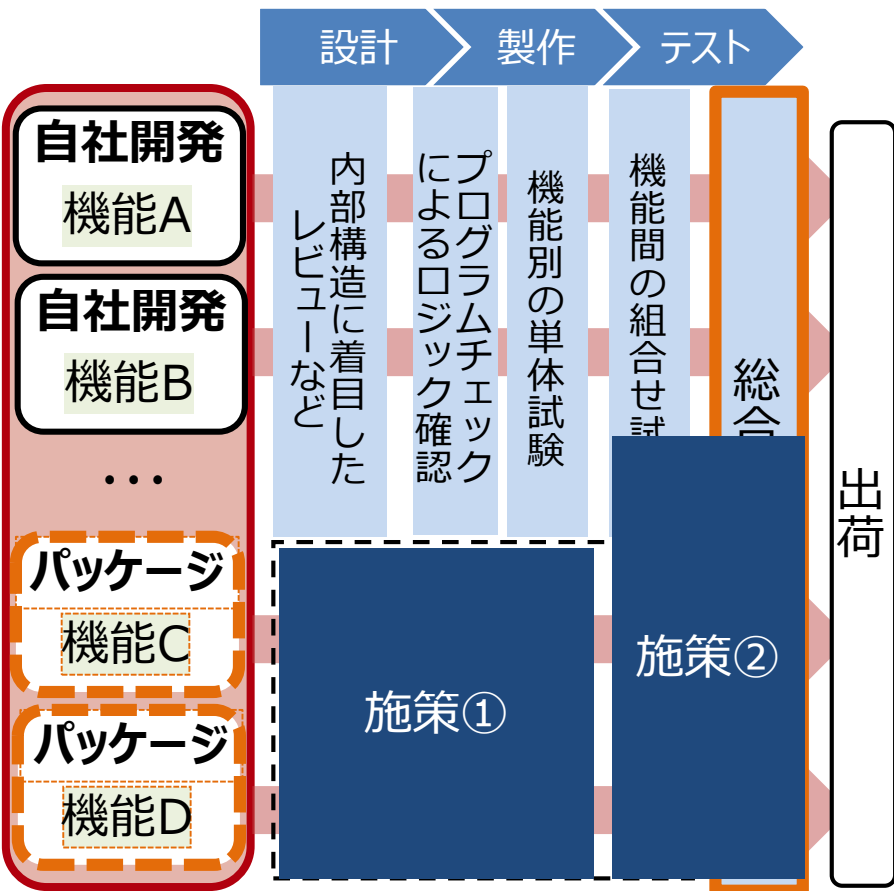 設計
製作
テスト
自社開発
機能A
自社開発
機能B
・・・
パッケージ
機能C
パッケージ
機能D
内部構造に着目した
レビューなど
プログラムチェック
によるロジック確認
機能別の単体試験
機能間の組合せ試
総合
施策①
施策②
出荷